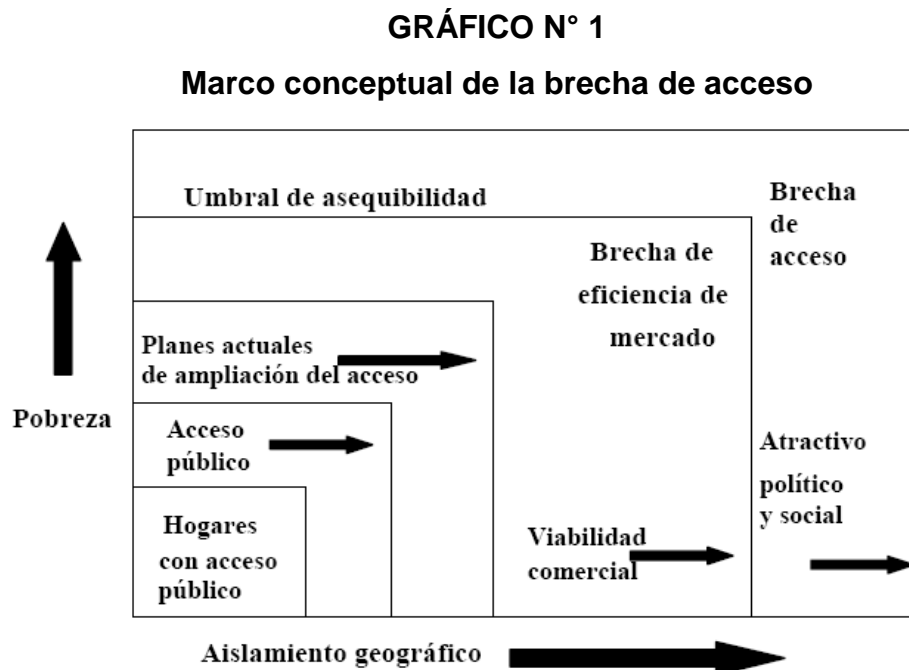 GRÁFICO N° 1
Marco conceptual de la brecha de acceso
Umbral de asequibilidad
Brecha
de
acceso
Brecha de
eficiencia de
mercado
Planes actuales
de ampliación del acceso
Pobreza
Acceso
público
Atractivo
político
y social
Hogares
con acceso
público
Viabilidad
comercial
Aislamiento geográfico